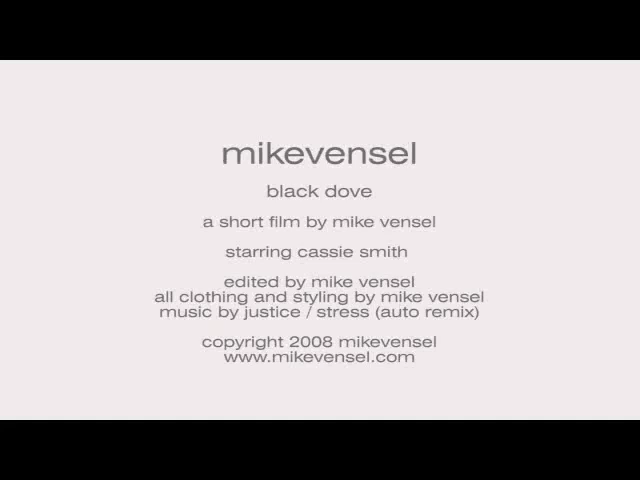 mikevensel
black dove
a short film by mike vensel
starring cassie smith
edited by mike vensel
all clothing and styling by mike vensel
music by justice / stress (auto remix)
copyright 2008 mikevensel
www.mikevensel.com